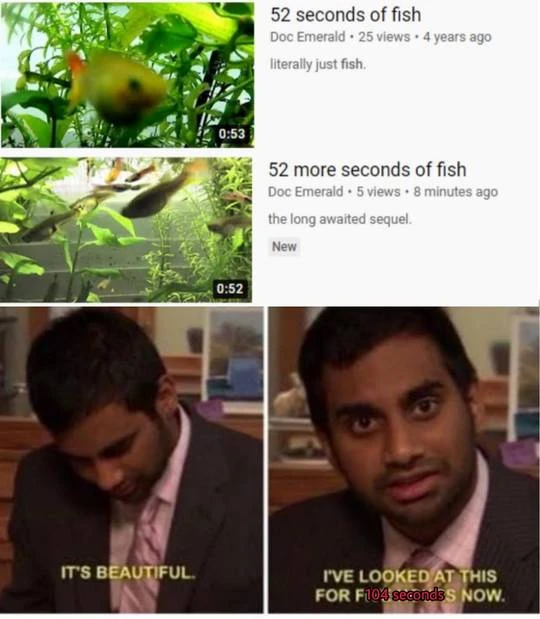 52 seconds of fish
Doc Emerald • 25 views • 4 years ago
literally just fish.
0:53
52 more seconds of fish
Doc Emerald • 5 views • 8 minutes ago
the long awaited sequel.
New
0:52
IT'S BEAUTIFUL.
I'VE LOOKED AT THIS
FOR 104 seconds NOW.